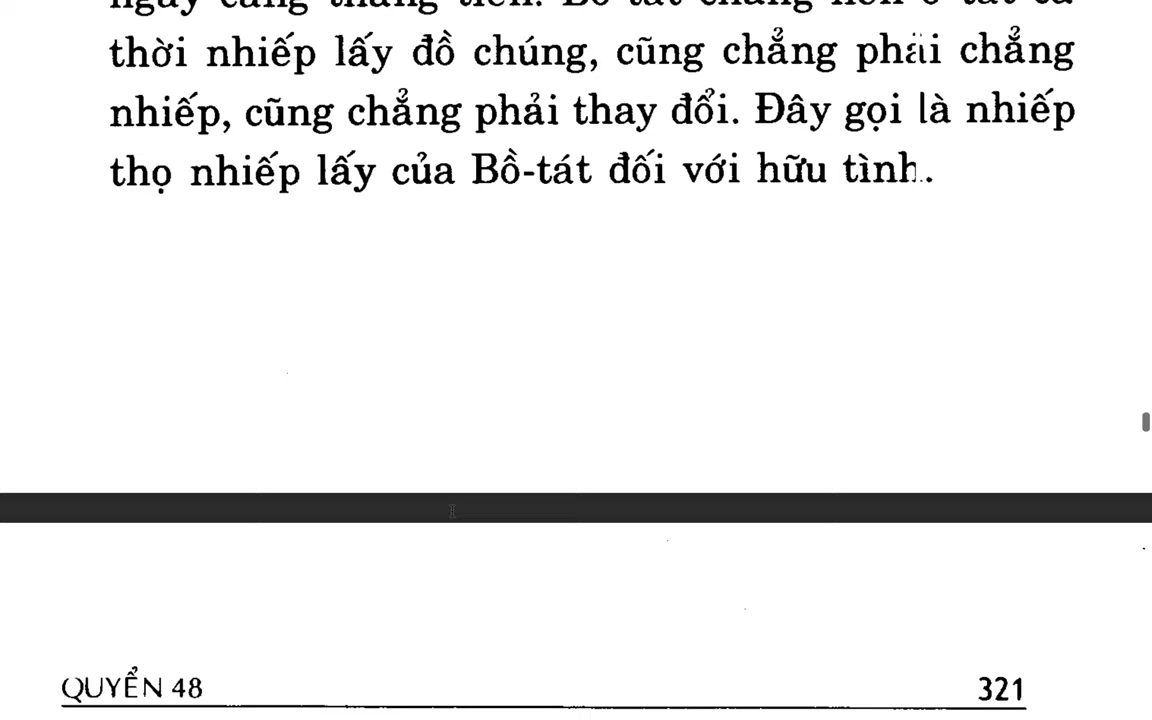 thời nhiếp lấy đồ chúng, cũng chẳng phải chẳng
nhiếp, cũng chẳng phải thay đổi. Đây gọi là nhiếp
thọ nhiếp lấy của Bồ-tát đối với hữu tình.
QUYỂN 48
321